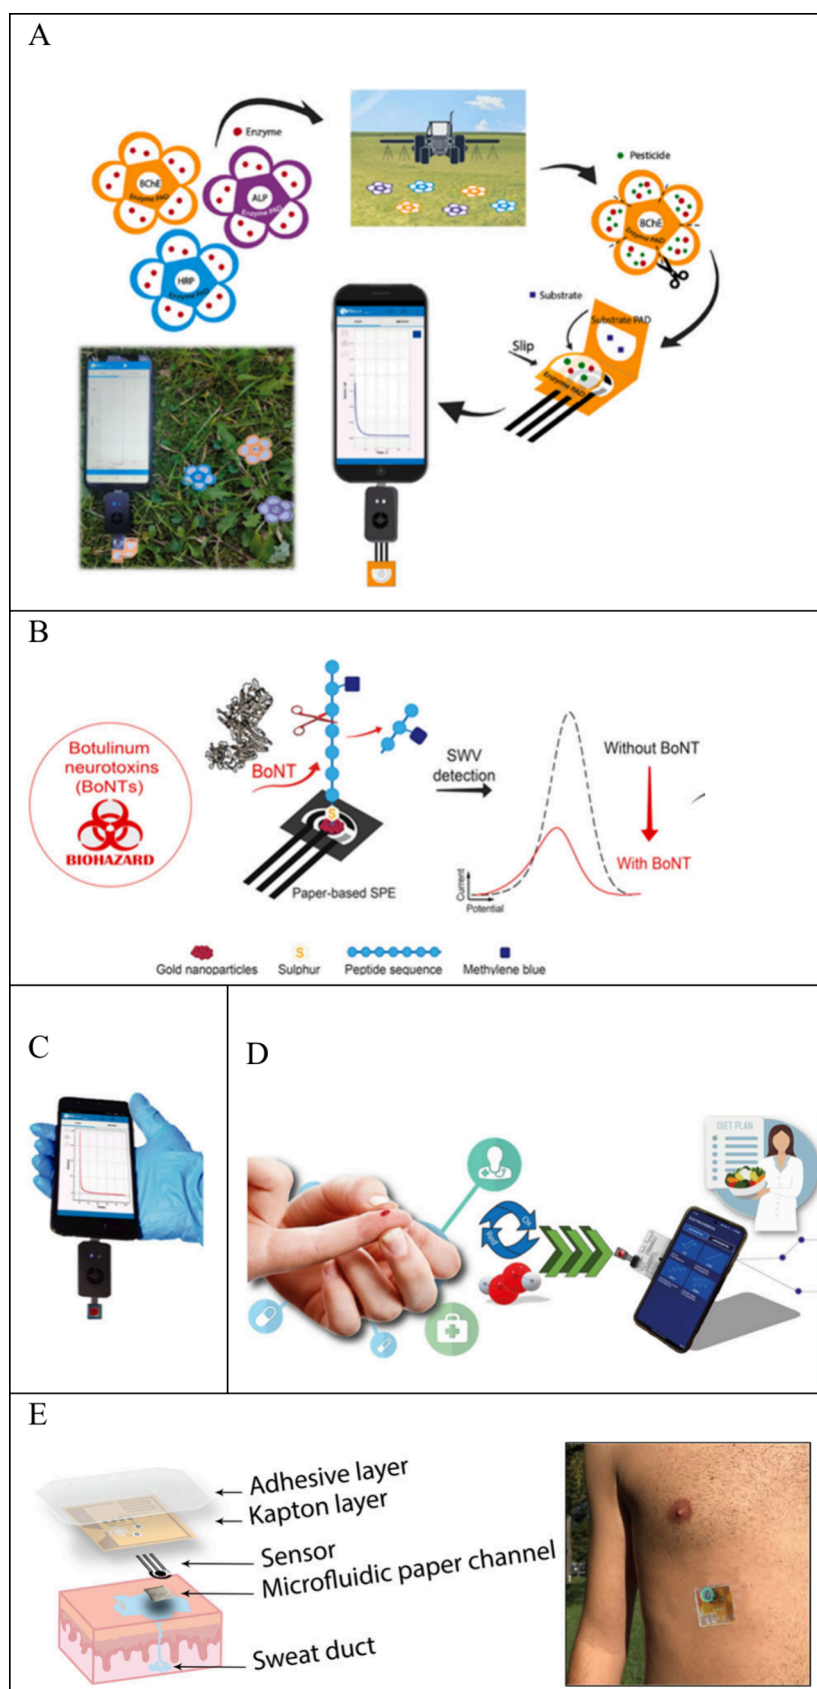 A
Enzyme
BChE
Enzyme PAD
ALP
Enzyme PAD
HRP
Enzyme PAD
Pesticide
BChE
Enzyme PAD
Substrate
Substrate PAD
Slip
Enzyme PAD
B
Botulinum
neurotoxins
(BoNTs)
BIOHAZARD
BoNT
S
Paper-based SPE
SWV
detection
Without BoNT
With BoNT
Current
Potential
S
Gold nanoparticles
Sulphur
Peptide sequence
Methylene blue
C
D
Red
Ox
DIET PLAN
E
Adhesive layer
Kapton layer
Sensor
Microfluidic paper channel
Sweat duct